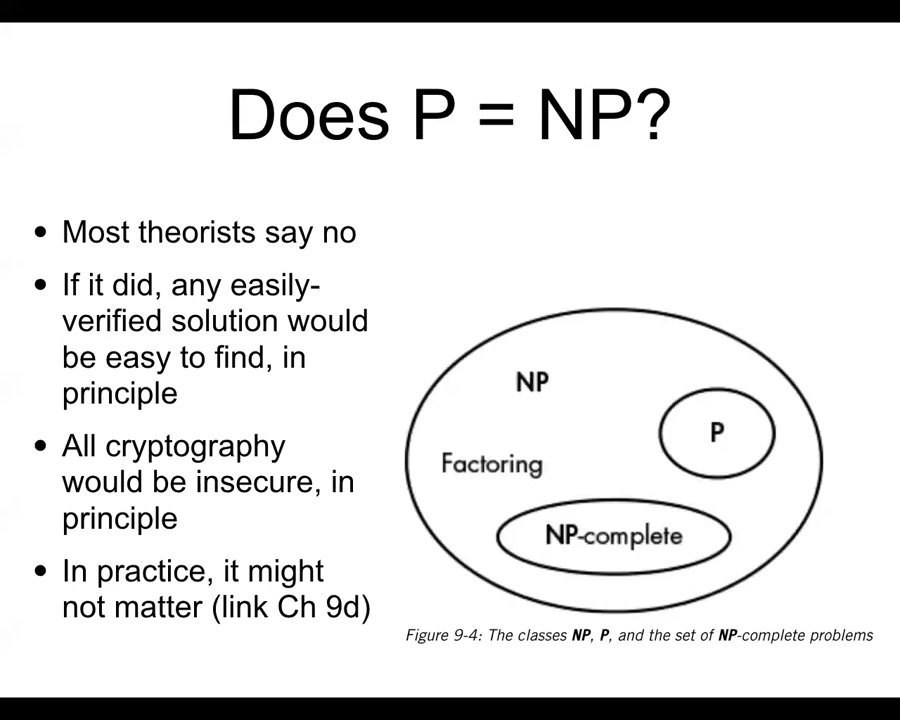 Does P = NP?
• Most theorists say no
• If it did, any easily-
verified solution would
be easy to find, in
principle
• All cryptography
would be insecure, in
principle
• In practice, it might
not matter (link Ch 9d)
NP
P
Factoring
NP-complete
Figure 9-4: The classes NP, P, and the set of NP-complete problems